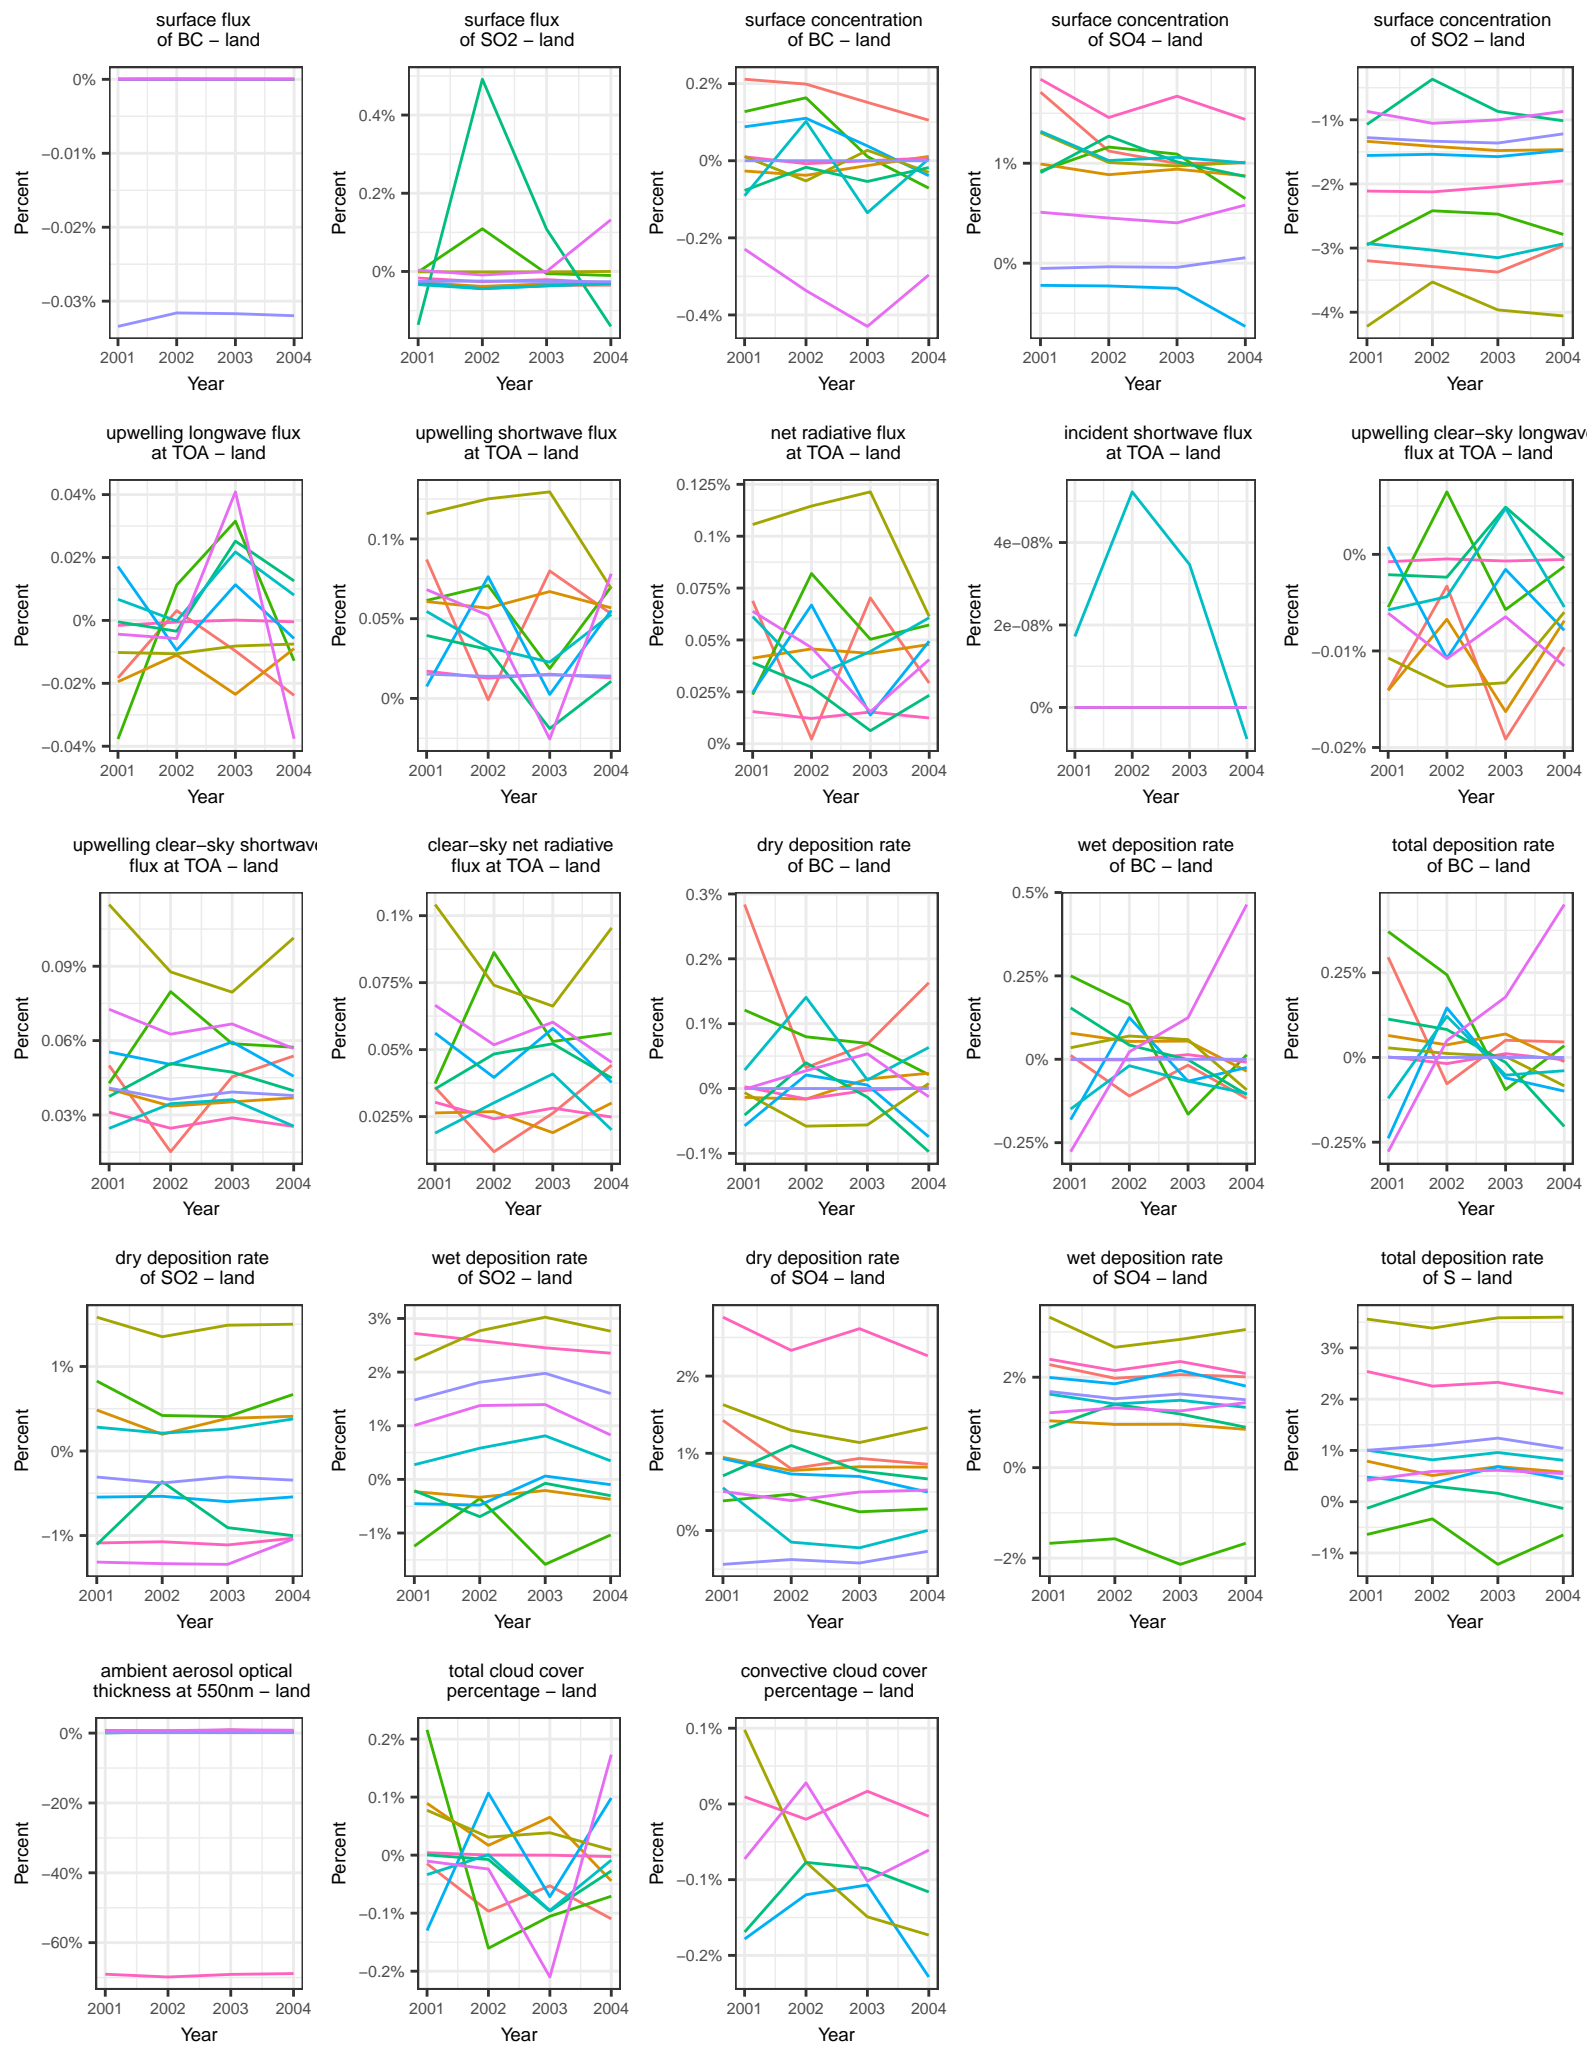 surface flux
of BC − land
surface flux
of SO2 − land
surface concentration
of BC − land
surface concentration
of SO4 − land
surface concentration
of SO2 − land
Percent
0%
−0.01%
−0.02%
−0.03%
2001 2002 2003 2004
Year
Percent
0.4%
0.2%
0%
2001 2002 2003 2004
Year
Percent
0.2%
0%
−0.2%
−0.4%
2001 2002 2003 2004
Year
Percent
1%
0%
2001 2002 2003 2004
Year
Percent
−1%
−2%
−3%
−4%
2001 2002 2003 2004
Year
upwelling longwave flux
at TOA − land
upwelling shortwave flux
at TOA − land
net radiative flux
at TOA − land
incident shortwave flux
at TOA − land
upwelling clear−sky longwav
flux at TOA − land
Percent
0.04%
0.02%
0%
−0.02%
−0.04%
2001 2002 2003 2004
Year
Percent
0.1%
0.05%
0%
2001 2002 2003 2004
Year
Percent
0.125%
0.1%
0.075%
0.05%
0.025%
0%
2001 2002 2003 2004
Year
Percent
4e−08%
2e−08%
0%
2001 2002 2003 2004
Year
Percent
0%
−0.01%
−0.02%
2001 2002 2003 2004
Year
upwelling clear−sky shortwav
flux at TOA − land
clear−sky net radiative
flux at TOA − land
dry deposition rate
of BC − land
wet deposition rate
of BC − land
total deposition rate
of BC − land
Percent
0.09%
0.06%
0.03%
2001 2002 2003 2004
Year
Percent
0.1%
0.075%
0.05%
0.025%
2001 2002 2003 2004
Year
Percent
0.3%
0.2%
0.1%
0%
−0.1%
2001 2002 2003 2004
Year
Percent
0.5%
0.25%
0%
−0.25%
2001 2002 2003 2004
Year
Percent
0.25%
0%
−0.25%
2001 2002 2003 2004
Year
dry deposition rate
of SO2 − land
wet deposition rate
of SO2 − land
dry deposition rate
of SO4 − land
wet deposition rate
of SO4 − land
total deposition rate
of S − land
Percent
1%
0%
−1%
2001 2002 2003 2004
Year
Percent
3%
2%
1%
0%
−1%
2001 2002 2003 2004
Year
Percent
2%
1%
0%
2001 2002 2003 2004
Year
Percent
2%
0%
−2%
2001 2002 2003 2004
Year
Percent
3%
2%
1%
0%
−1%
2001 2002 2003 2004
Year
ambient aerosol optical
thickness at 550nm − land
total cloud cover
percentage − land
convective cloud cover
percentage − land
Percent
0%
−20%
−40%
−60%
2001 2002 2003 2004
Year
Percent
0.2%
0.1%
0%
−0.1%
−0.2%
2001 2002 2003 2004
Year
Percent
0.1%
0%
−0.1%
−0.2%
2001 2002 2003 2004
Year